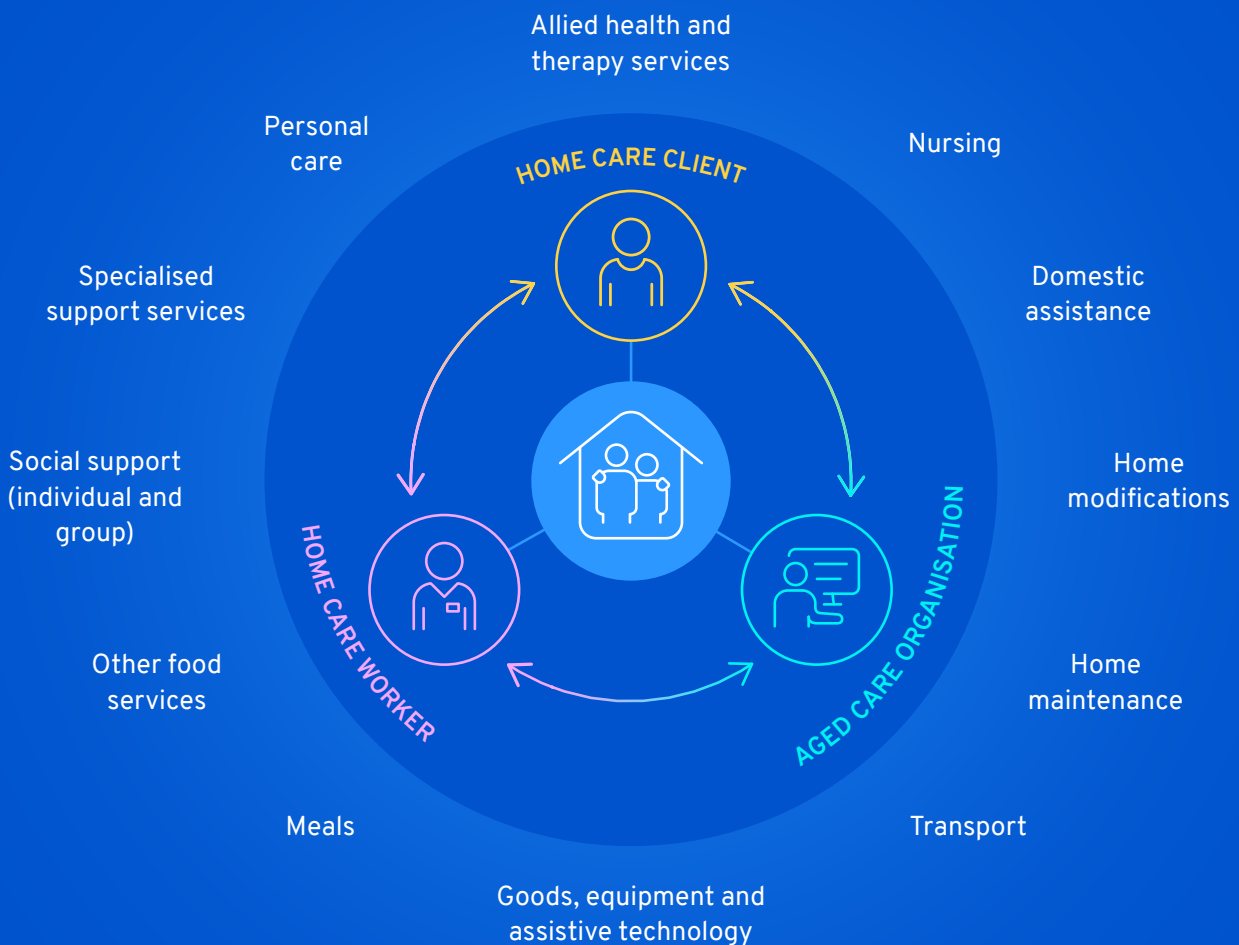 Allied health and
therapy services
Personal
care
Nursing
HOME CARE CLIENT
Specialised
support services
Domestic
assistance
Social support
(individual and
group)
Home
modifications
HOME CARE WORKER
AGED CARE ORGANISATION
Other food
services
Home
maintenance
Meals
Transport
Goods, equipment and
assistive technology